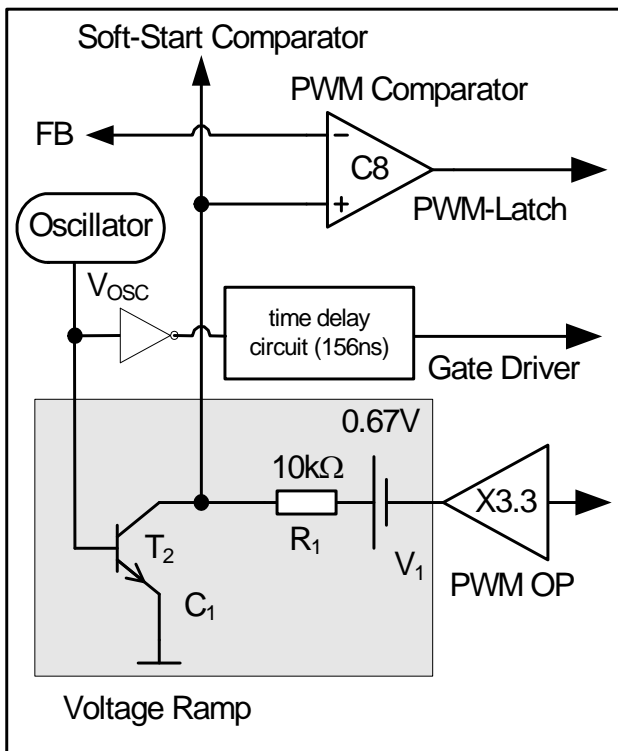 Soft-Start Comparator
PWM Comparator
FB
−
C8
+
PWM-Latch
Oscillator
V_OSC
time delay
circuit (156ns)
Gate Driver
0.67V
10kΩ
X3.3
R₁
T₂
V₁
PWM OP
C₁
Voltage Ramp